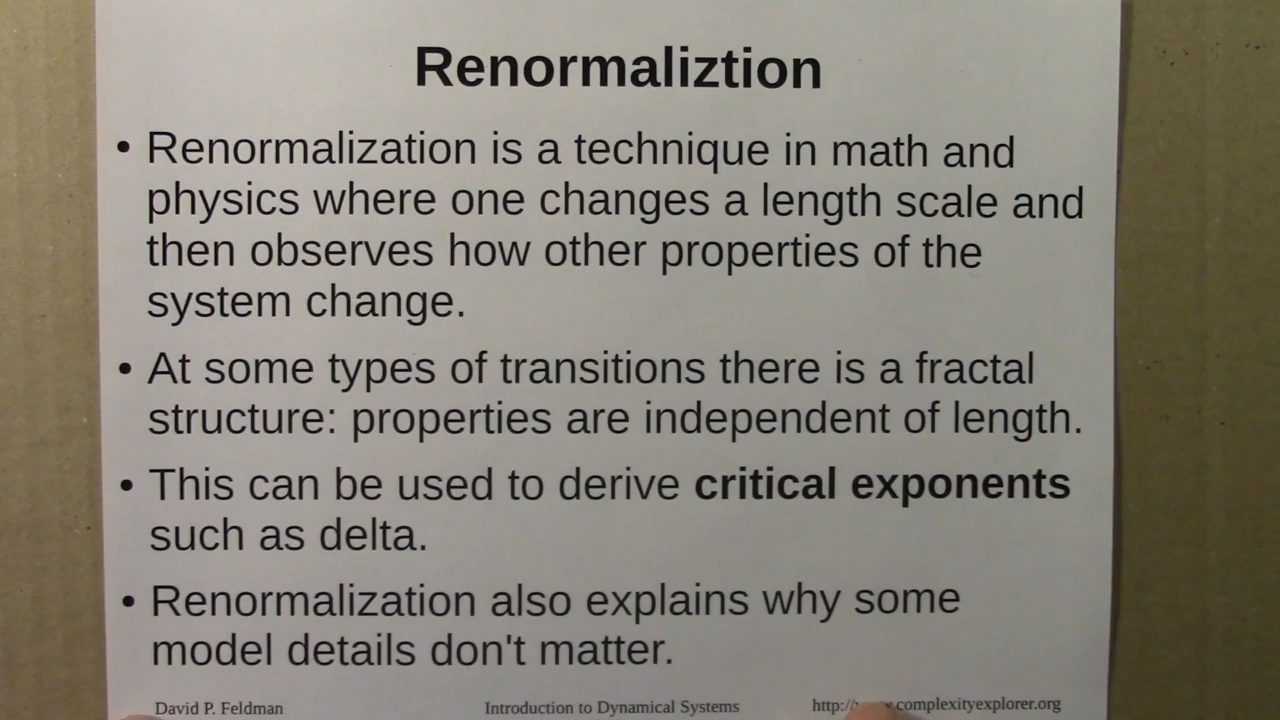 Renormaliztion
• Renormalization is a technique in math and
physics where one changes a length scale and
then observes how other properties of the
system change.
• At some types of transitions there is a fractal
structure: properties are independent of length.
• This can be used to derive critical exponents
such as delta.
• Renormalization also explains why some
model details don't matter.
David P. Feldman Introduction to Dynamical Systems complexityexplorer.org